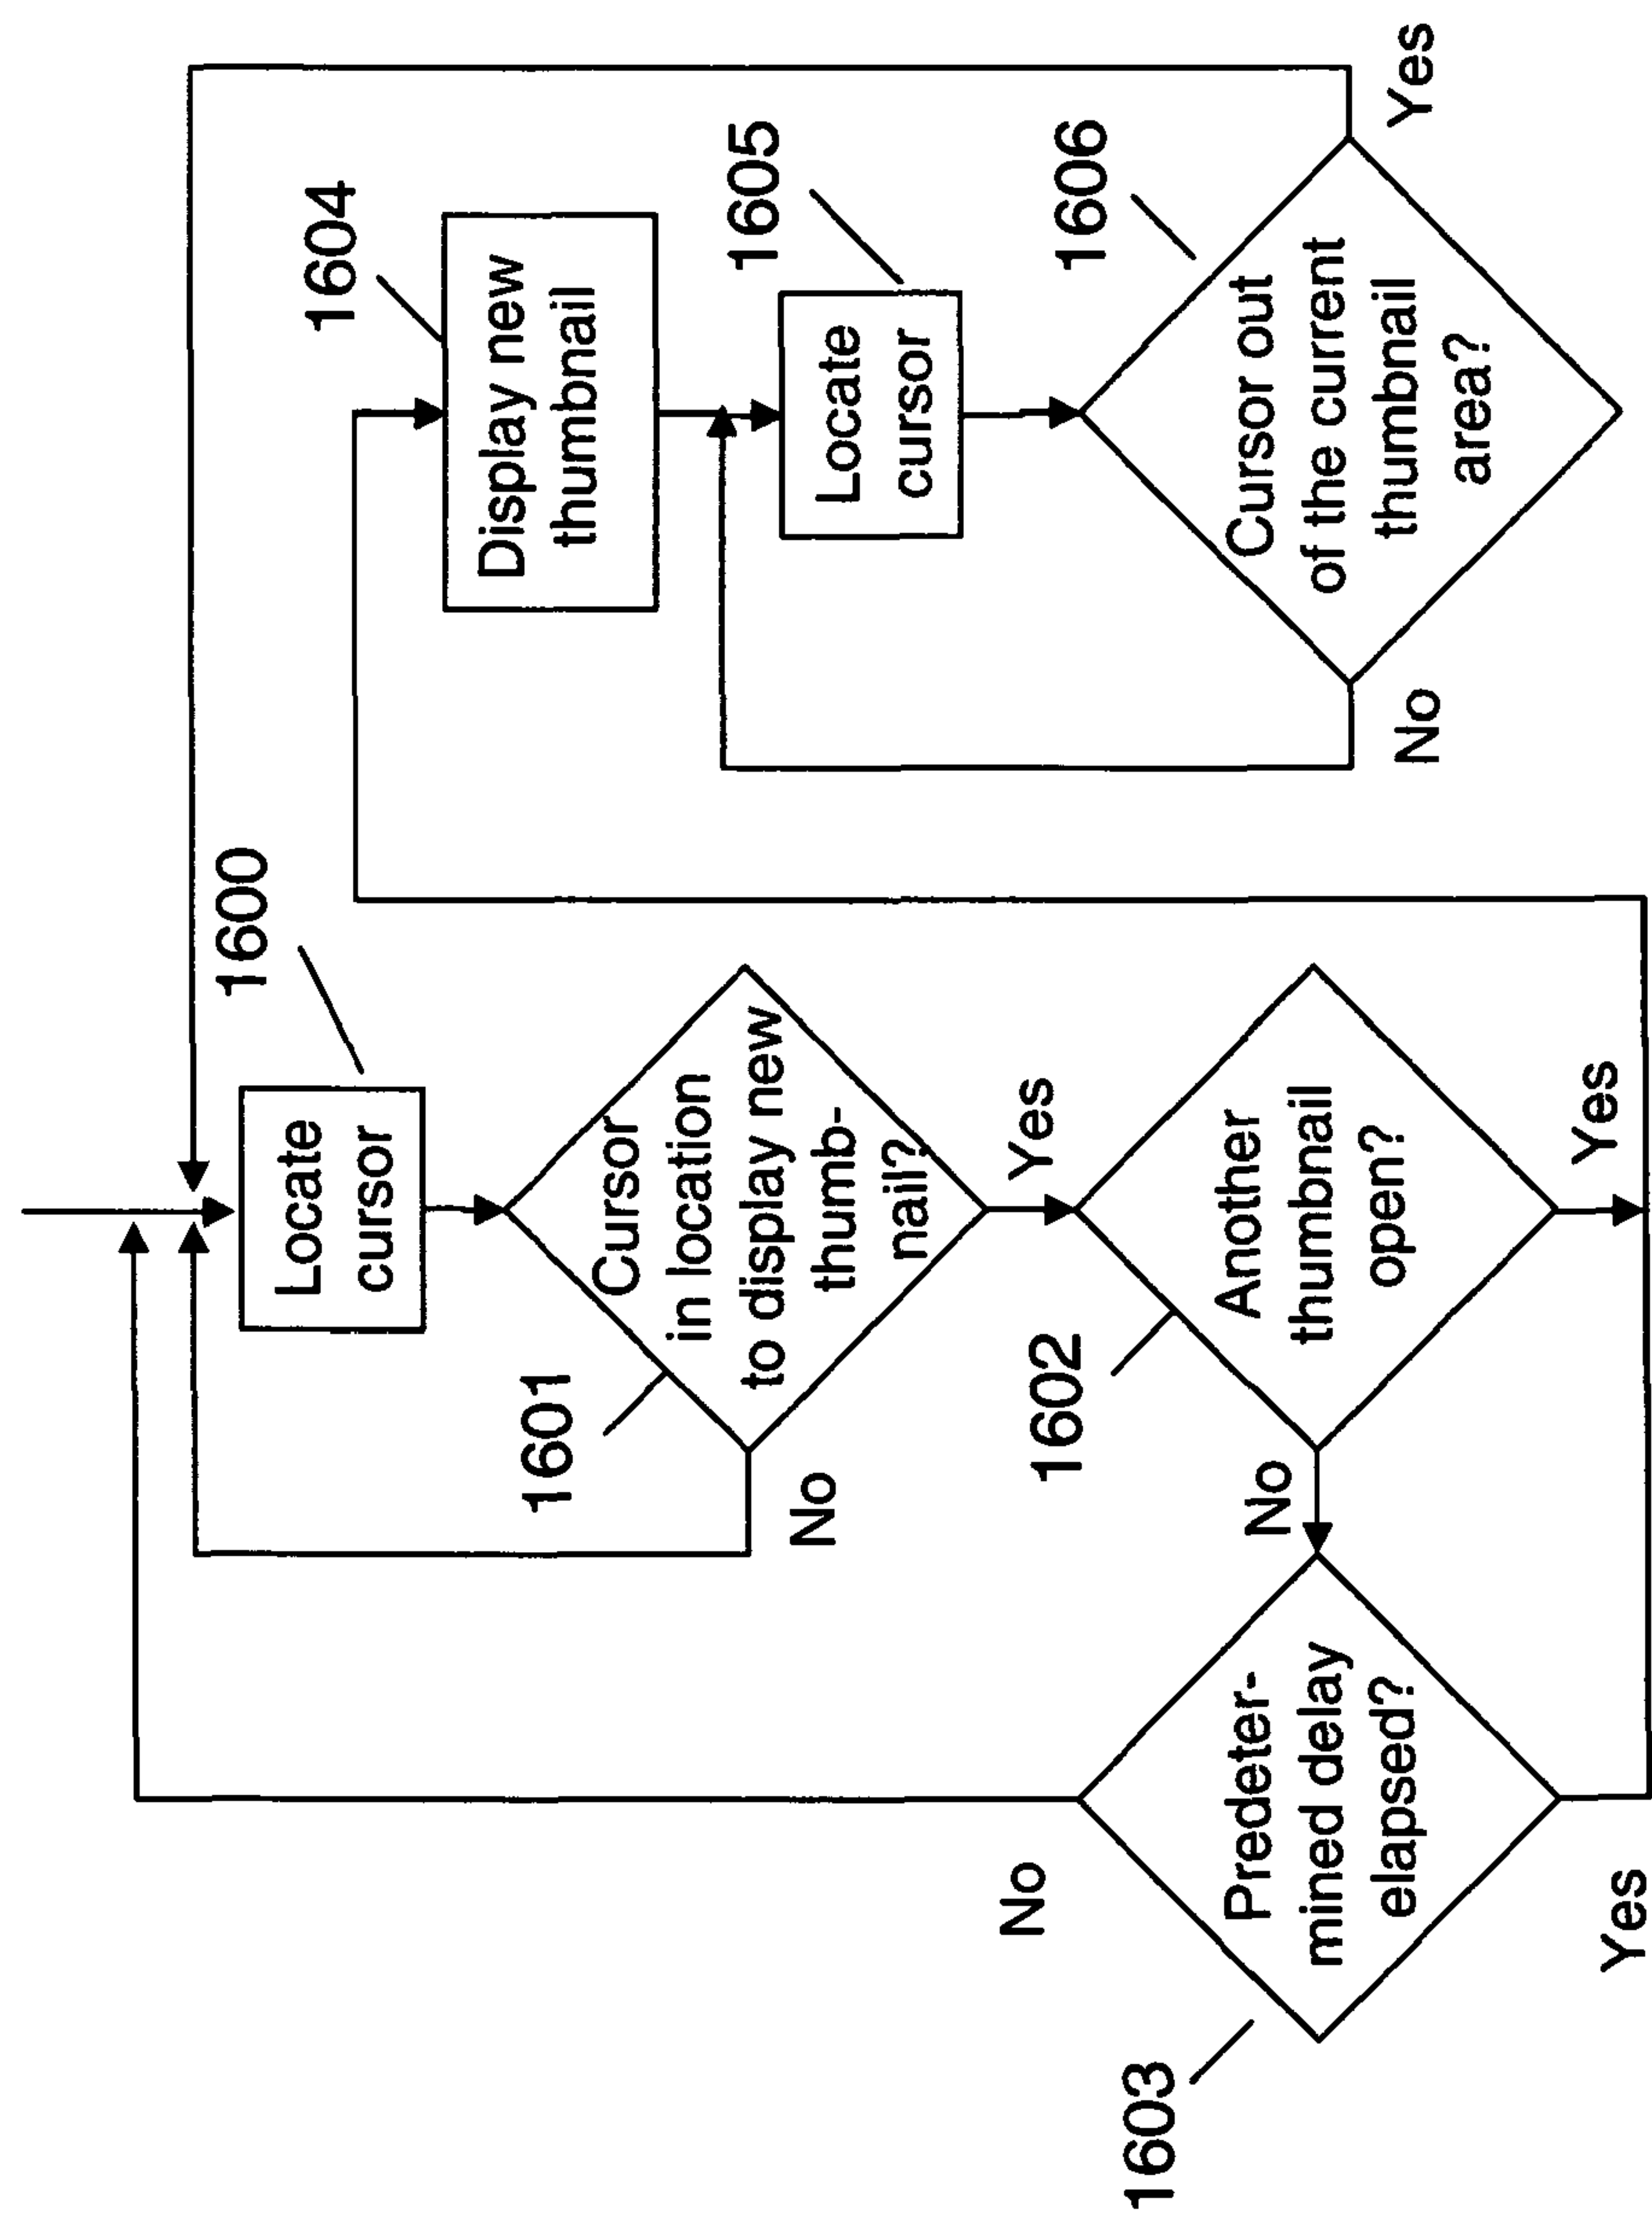 1600
Locate
cursor
1601
Cursor
in location
to display new
thumb-
nail?
No
Yes
1602
Another
thumbnail
open?
No
Yes
1603
Predeter-
mined delay
elapsed?
No
Yes
1604
Display new
thumbnail
1605
Locate
cursor
1606
Cursor out
of the current
thumbnail
area?
No
Yes